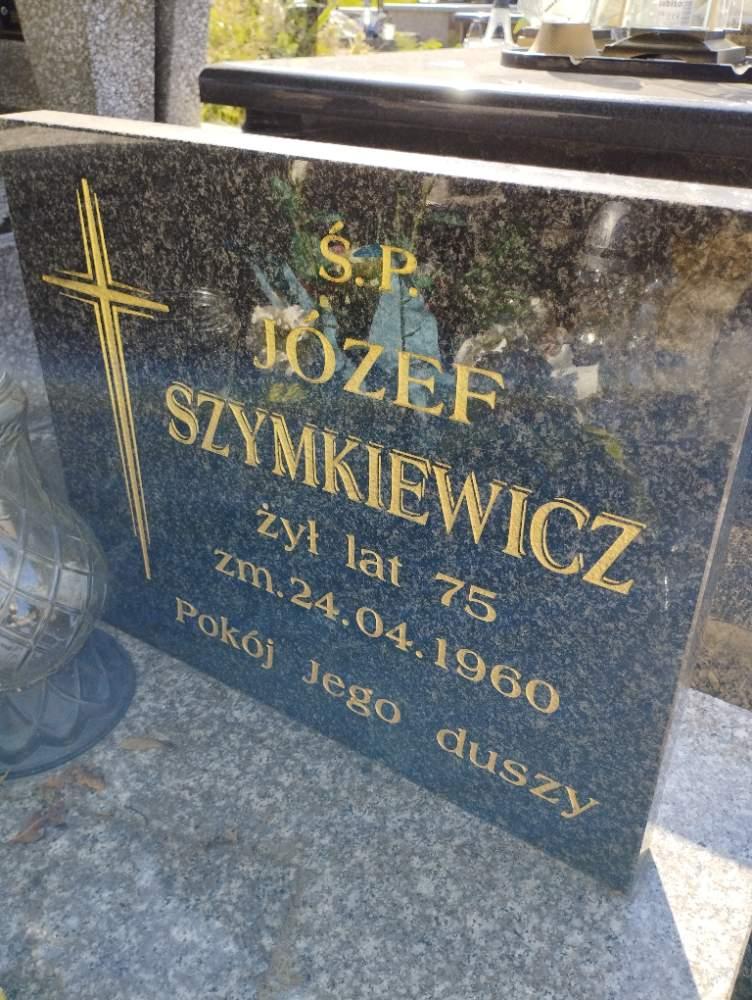 Ś.P.
JÓZEF
SZYMKIEWICZ
żył lat 75
zm.24.04.1960
Pokój Jego duszy